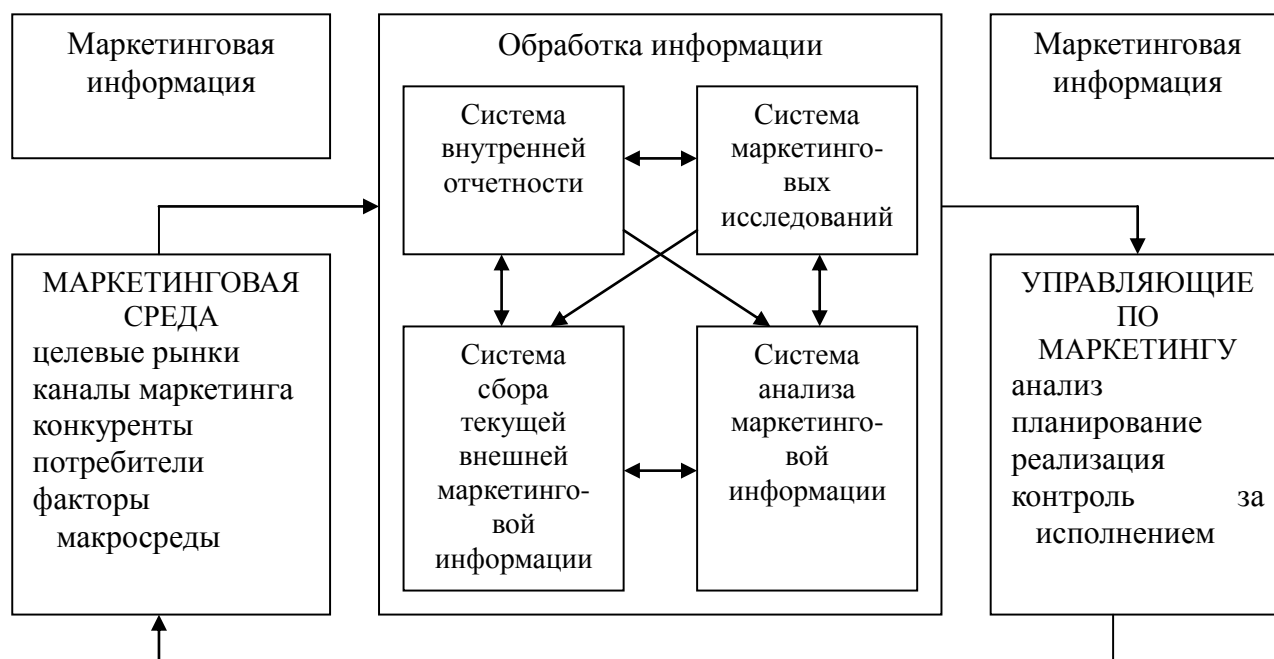 Маркетинговая
информация
Обработка информации
Система
внутренней
отчетности
Система
маркетинго-
вых
исследований
Маркетинговая
информация
МАРКЕТИНГОВАЯ
СРЕДА
целевые рынки
каналы маркетинга
конкуренты
потребители
факторы
макросреды
Система
сбора
текущей
внешней
маркетинго-
вой
информации
Система
анализа
маркетинго-
вой
информации
УПРАВЛЯЮЩИЕ
ПО
МАРКЕТИНГУ
анализ
планирование
реализация
контроль за
исполнением